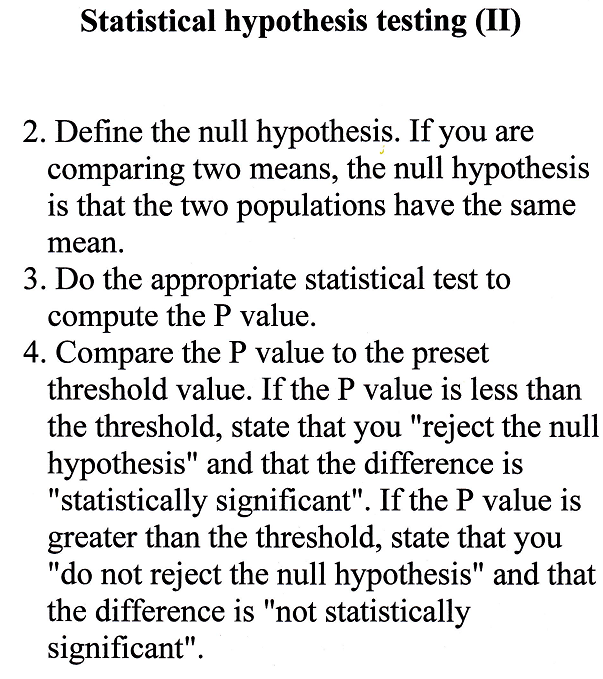 Statistical hypothesis testing (II)
2. Define the null hypothesis. If you are
comparing two means, the null hypothesis
is that the two populations have the same
mean.
3. Do the appropriate statistical test to
compute the P value.
4. Compare the P value to the preset
threshold value. If the P value is less than
the threshold, state that you "reject the null
hypothesis" and that the difference is
"statistically significant". If the P value is
greater than the threshold, state that you
"do not reject the null hypothesis" and that
the difference is "not statistically
significant".